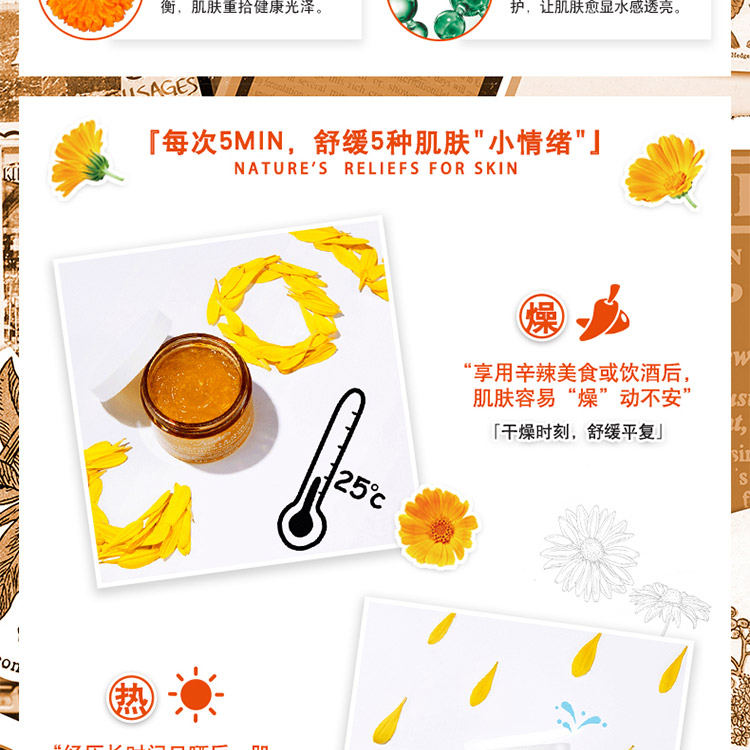 衡，肌肤重拾健康光泽。
护，让肌肤愈显水感透亮。
USAGES
『每次5MIN，舒缓5种肌肤"小情绪"』
NATURE'S RELIEFS FOR SKIN
燥
“享用辛辣美食或饮酒后，
肌肤容易“燥”动不安”
「干燥时刻，舒缓平复」
25℃
热